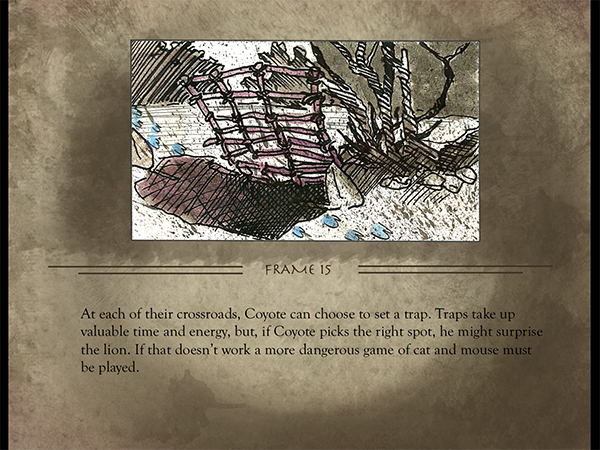 FRAME 15
At each of their crossroads, Coyote can choose to set a trap. Traps take up
valuable time and energy, but, if Coyote picks the right spot, he might surprise
the lion. If that doesn't work a more dangerous game of cat and mouse must
be played.